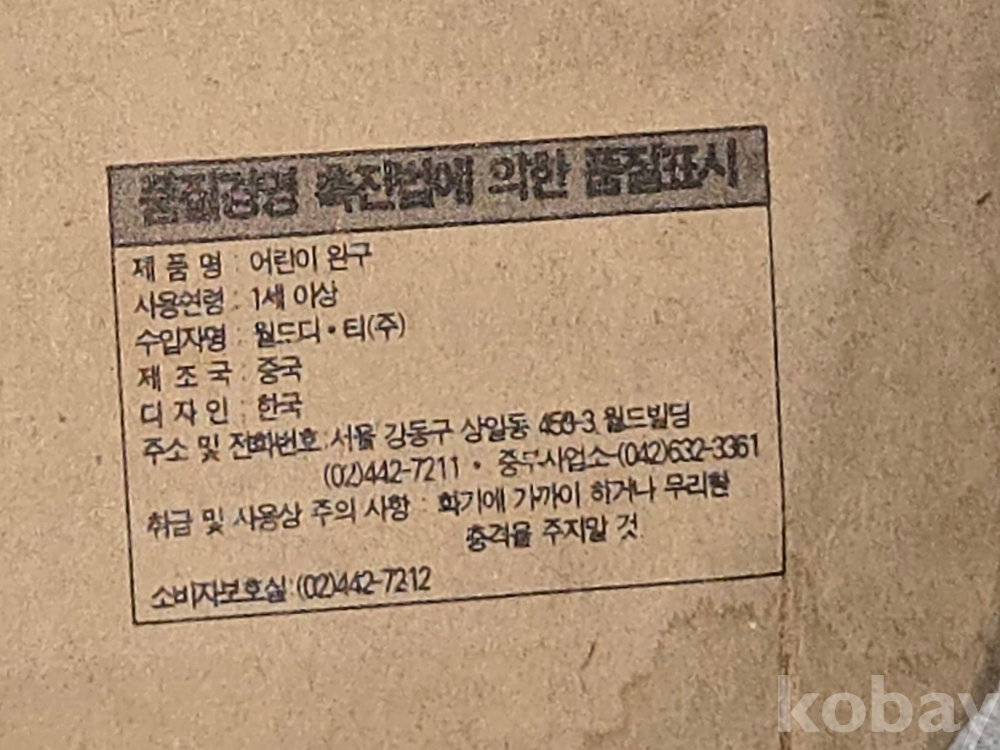 품질경영 촉진법에 의한 품질표시
제 품 명 : 어린이 완구
사용연령 : 1세 이상
수입자명 : 월드디·티(주)
제 조 국 : 중국
디 자 인 : 한국
주소 및 전화번호 : 서울 강동구 상일동 459-3 월드빌딩
(02)442-7211 · 중부사업소-(042)632-3361
취급 및 사용상 주의 사항 : 화기에 가까이 하거나 무리한
충격을 주지말 것
소비자보호실 (02)442-7212
kobay